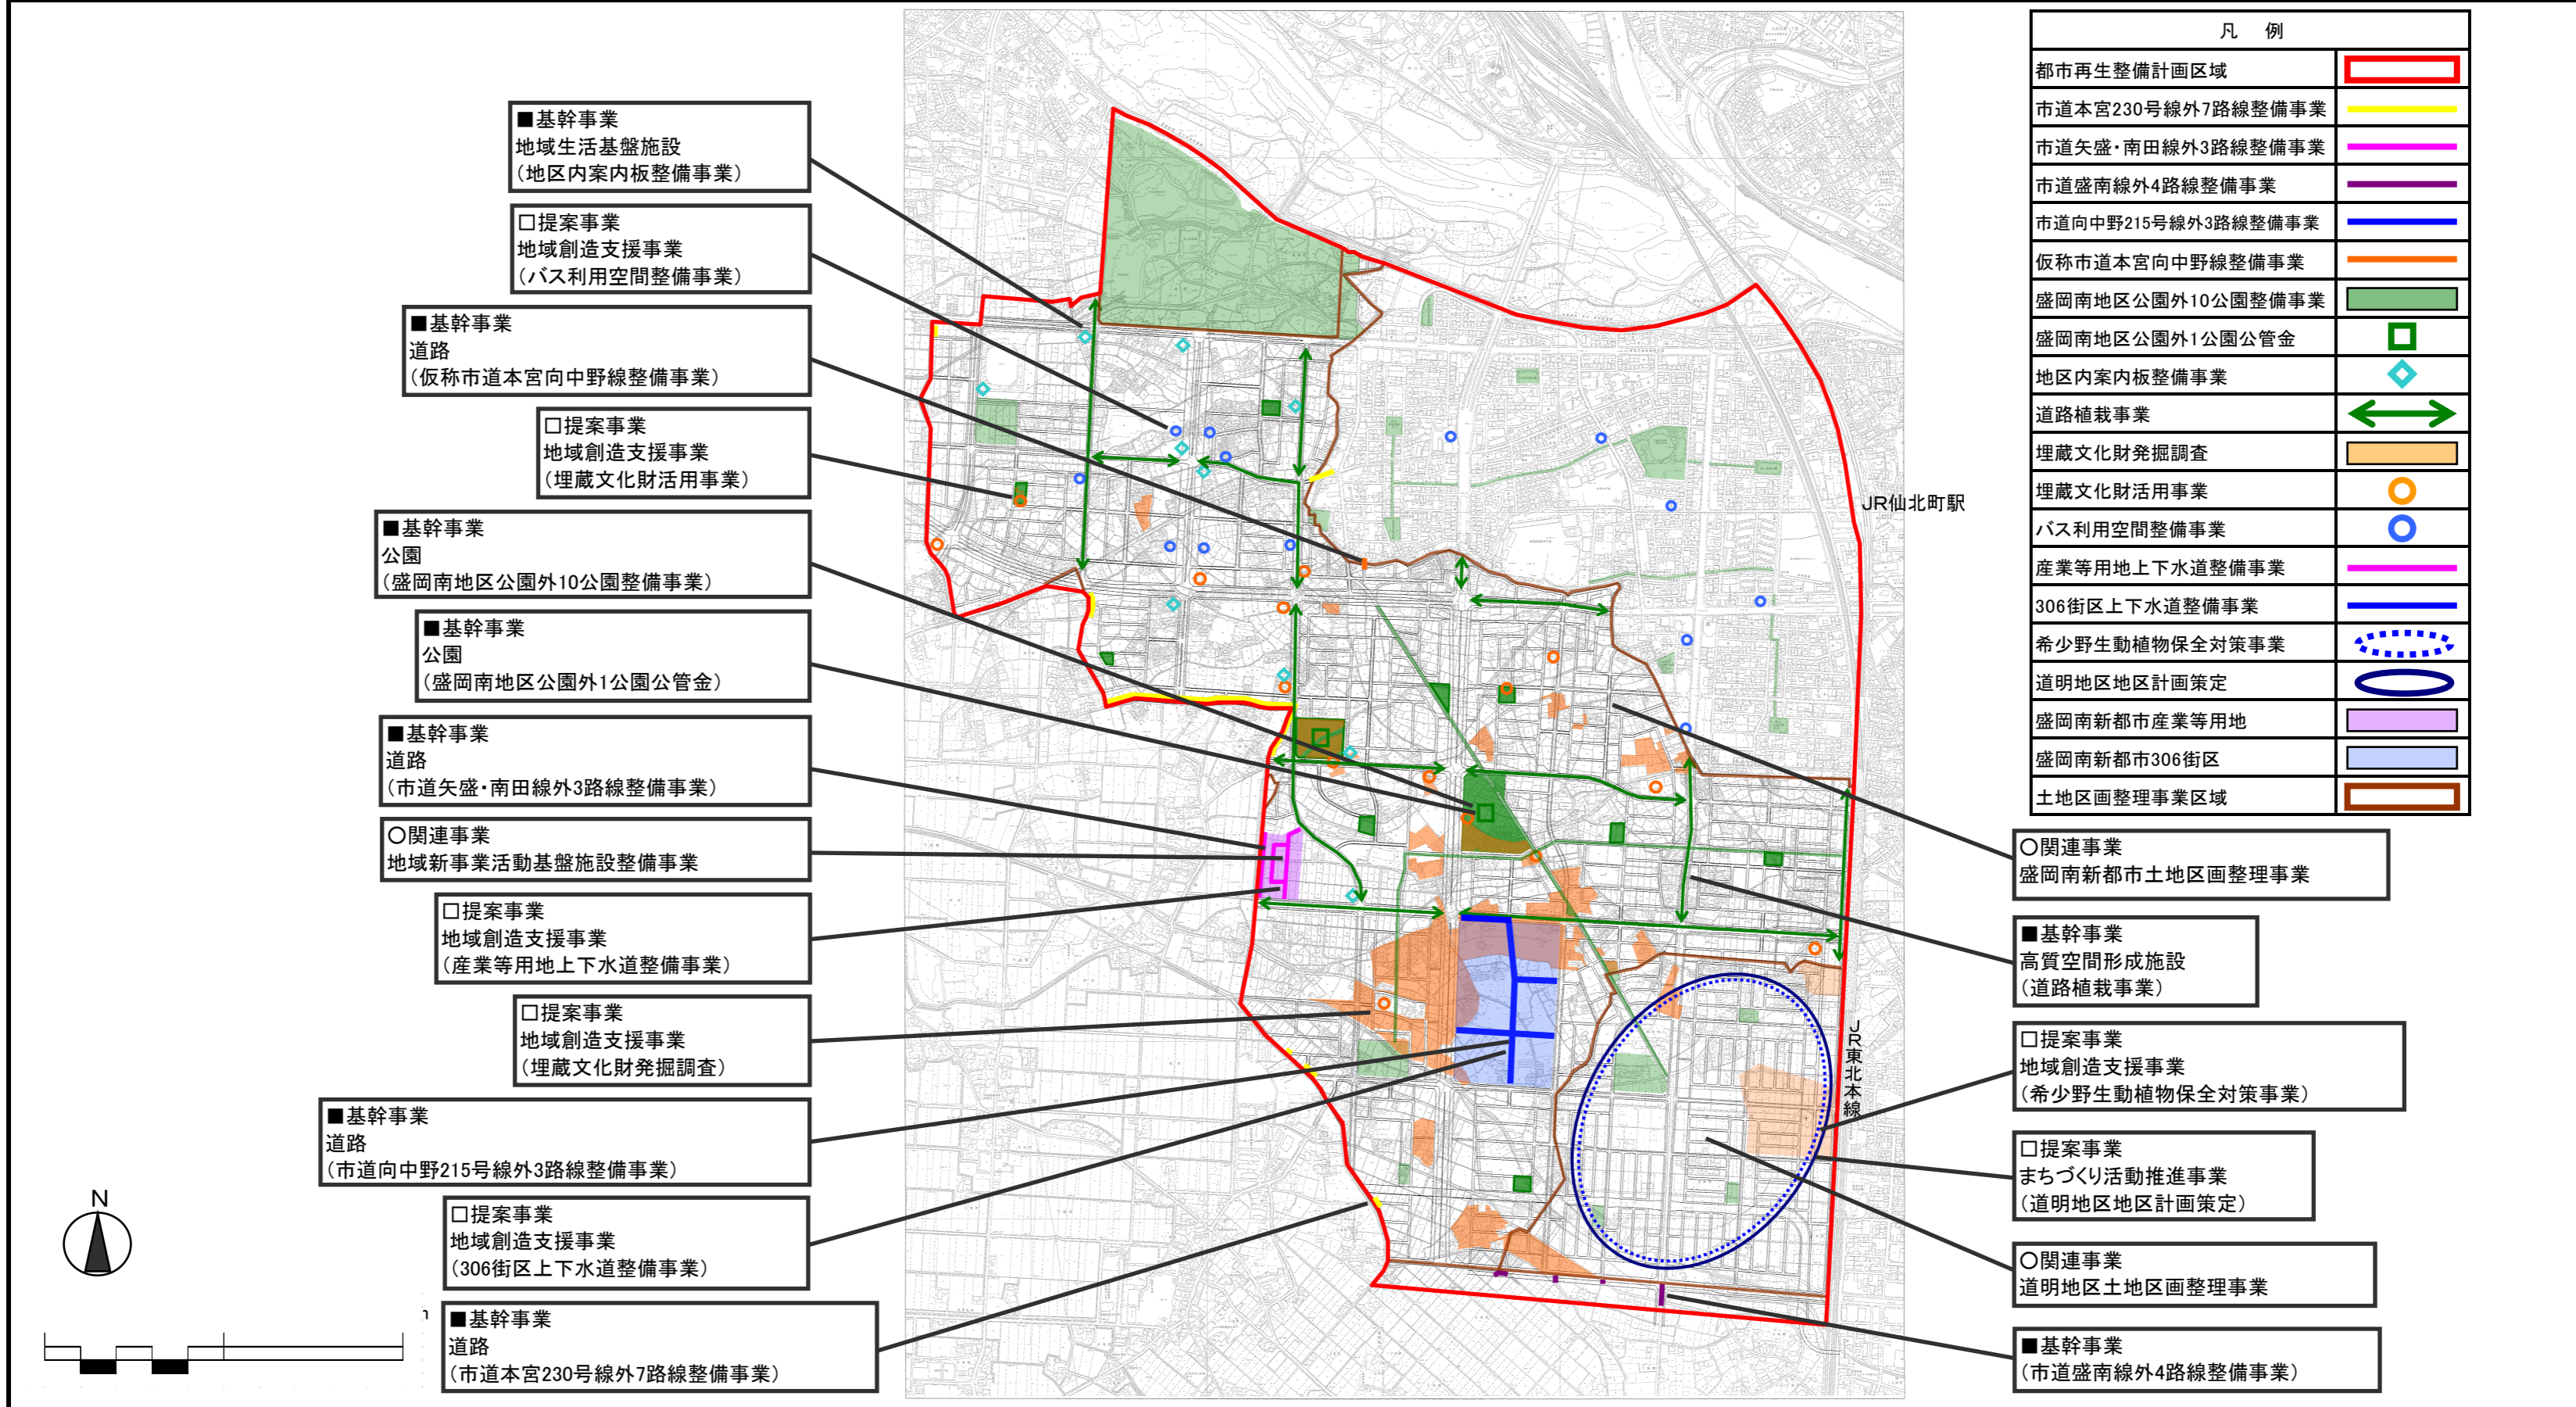 ■基幹事業
地域生活基盤施設
(地区内案内板整備事業)
□提案事業
地域創造支援事業
(バス利用空間整備事業)
■基幹事業
道路
(仮称市道本宮向中野線整備事業)
□提案事業
地域創造支援事業
(埋蔵文化財活用事業)
■基幹事業
公園
(盛岡南地区公園外10公園整備事業)
■基幹事業
公園
(盛岡南地区公園外1公園公管金)
■基幹事業
道路
(市道矢盛・南田線外3路線整備事業)
○関連事業
地域新事業活動基盤施設整備事業
□提案事業
地域創造支援事業
(産業等用地上下水道整備事業)
□提案事業
地域創造支援事業
(埋蔵文化財発掘調査)
■基幹事業
道路
(市道向中野215号線外3路線整備事業)
□提案事業
地域創造支援事業
(306街区上下水道整備事業)
■基幹事業
道路
(市道本宮230号線外7路線整備事業)
N
JR仙北町駅
JR東北本線
凡 例
都市再生整備計画区域
市道本宮230号線外7路線整備事業
市道矢盛・南田線外3路線整備事業
市道盛南線外4路線整備事業
市道向中野215号線外3路線整備事業
仮称市道本宮向中野線整備事業
盛岡南地区公園外10公園整備事業
盛岡南地区公園外1公園公管金
地区内案内板整備事業
道路植栽事業
埋蔵文化財発掘調査
埋蔵文化財活用事業
バス利用空間整備事業
産業等用地上下水道整備事業
306街区上下水道整備事業
希少野生動植物保全対策事業
道明地区地区計画策定
盛岡南新都市産業等用地
盛岡南新都市306街区
土地区画整理事業区域
○関連事業
盛岡南新都市土地区画整理事業
■基幹事業
高質空間形成施設
(道路植栽事業)
□提案事業
地域創造支援事業
(希少野生動植物保全対策事業)
□提案事業
まちづくり活動推進事業
(道明地区地区計画策定)
○関連事業
道明地区土地区画整理事業
■基幹事業
(市道盛南線外4路線整備事業)